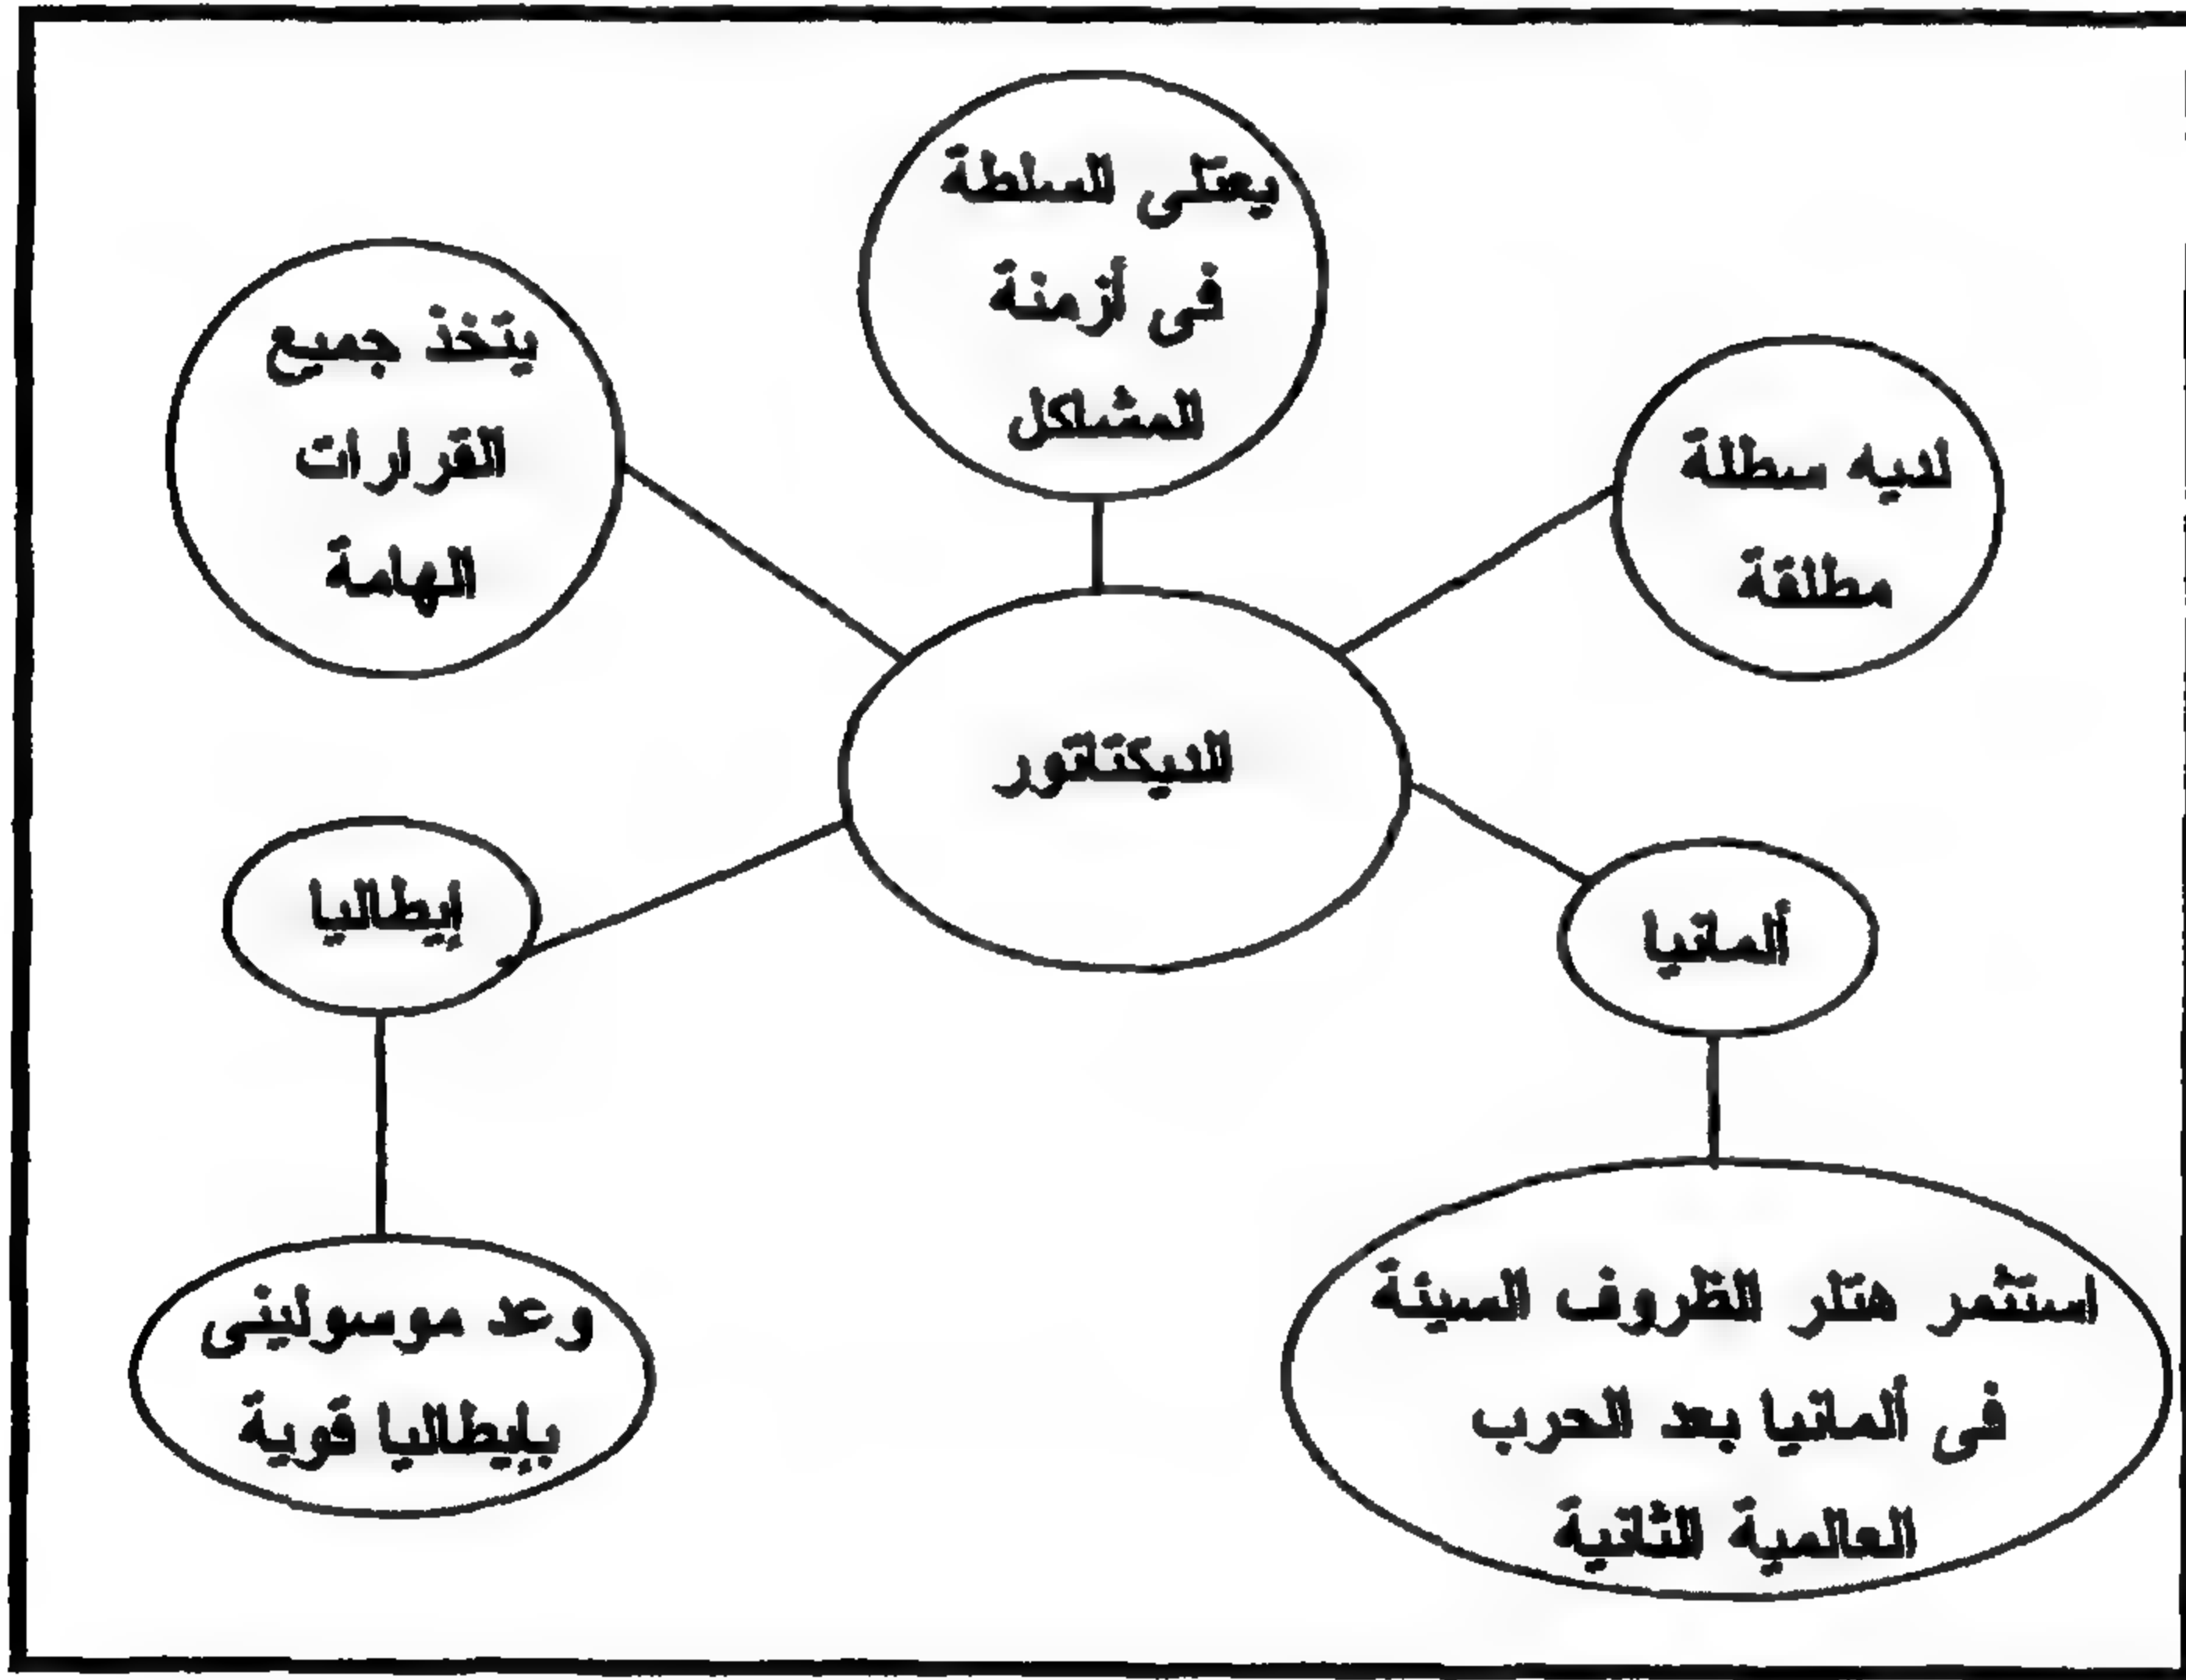 يعتلى السلطة
فى أزمنة
المشاكل
لديه سطلة
مطلقة
يتخذ جميع
القرارات
الهامة
الديكتاتور
ألمانيا
إيطاليا
استثمر هتلر الظروف السيئة
فى ألمانيا بعد الحرب
العالمية الثانية
وعد موسولينى
بإيطاليا قوية